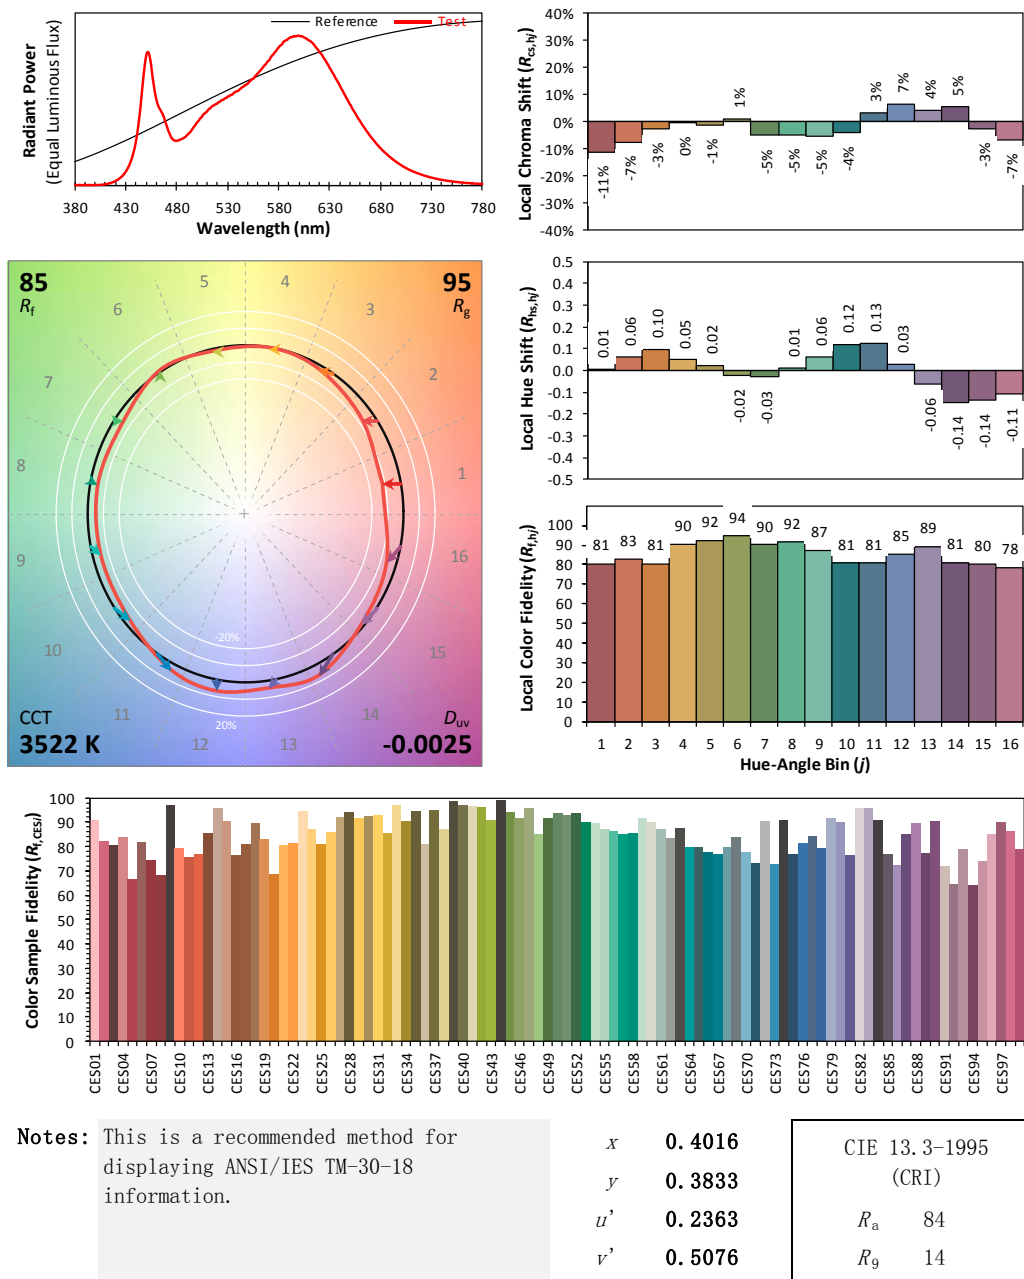 Reference
Test
Radiant Power
(Equal Luminous Flux)
380 430 480 530 580 630 680 730 780
Wavelength (nm)
Local Chroma Shift (Rcs,hj)
40%
30%
20%
10%
0%
-10%
-20%
-30%
-40%
-11% -7% -3% 0% -1% 1% -5% -5% -5% -4% 3% 7% 4% 5% -3% -7%
85
Rf
95
Rg
1
2
3
4
5
6
7
8
9
10
11
12
13
14
15
16
-20%
20%
CCT
3522 K
Duv
-0.0025
Local Hue Shift (Rhs,hj)
0.5
0.4
0.3
0.2
0.1
0.0
-0.1
-0.2
-0.3
-0.4
-0.5
0.01 0.06 0.10 0.05 0.02 -0.02 -0.03 0.01 0.06 0.12 0.13 0.03 -0.06 -0.14 -0.14 -0.11
Local Color Fidelity (Rf,hj)
100
90
80
70
60
50
40
30
20
10
0
81 83 81 90 92 94 90 92 87 81 81 85 89 81 80 78
1 2 3 4 5 6 7 8 9 10 11 12 13 14 15 16
Hue-Angle Bin (j)
Color Sample Fidelity (Rf,CESi)
100
90
80
70
60
50
40
30
20
10
0
CES01 CES04 CES07 CES10 CES13 CES16 CES19 CES22 CES25 CES28 CES31 CES34 CES37 CES40 CES43 CES46 CES49 CES52 CES55 CES58 CES61 CES64 CES67 CES70 CES73 CES76 CES79 CES82 CES85 CES88 CES91 CES94 CES97
Notes: This is a recommended method for
displaying ANSI/IES TM-30-18
information.
x 0.4016
y 0.3833
u' 0.2363
v' 0.5076
CIE 13.3-1995
(CRI)
Ra 84
R9 14